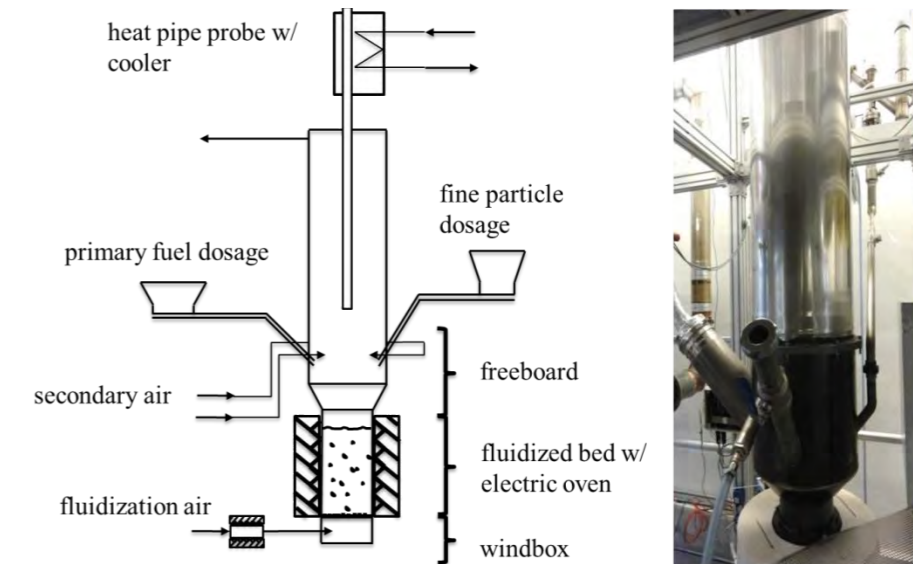 heat pipe probe w/
cooler
fine particle
dosage
primary fuel dosage
freeboard
secondary air
fluidized bed w/
electric oven
fluidization air
windbox